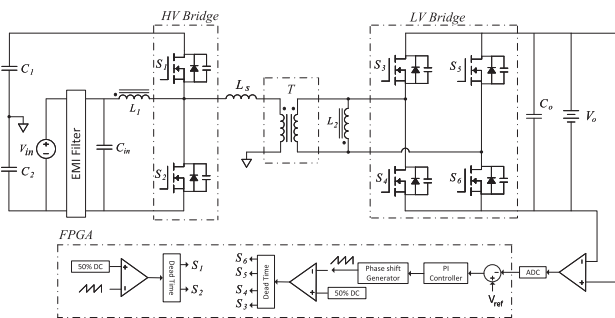 HV Bridge
LV Bridge
C1
S1
Ls
T
S3
S5
L1
L2
Co
Vo
Vin
EMI Filter
Cin
C2
S2
S4
S6
FPGA
50% DC
+
-
Dead Time
S1
S2
S6
S5
S4
S3
Dead Time
-
+
50% DC
Phase shift
Generator
PI
Controller
+
-
Vref
ADC
-
+